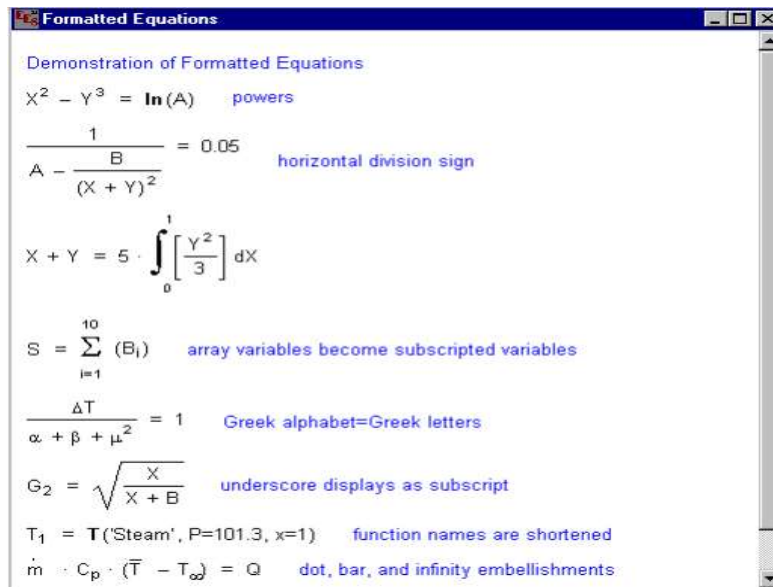 EES Formatted Equations
Demonstration of Formatted Equations
X² − Y³ = ln(A) powers
1 / (A − B / (X + Y)²) = 0.05 horizontal division sign
X + Y = 5 · ∫₀¹ [Y² / 3] dX
S = Σ_{i=1}^{10} (Bᵢ) array variables become subscripted variables
ΔT / (α + β + μ²) = 1 Greek alphabet=Greek letters
G₂ = √(X / (X + B)) underscore displays as subscript
T₁ = T('Steam', P=101.3, x=1) function names are shortened
ṁ · Cₚ · (T̅ − T_∞) = Q dot, bar, and infinity embellishments